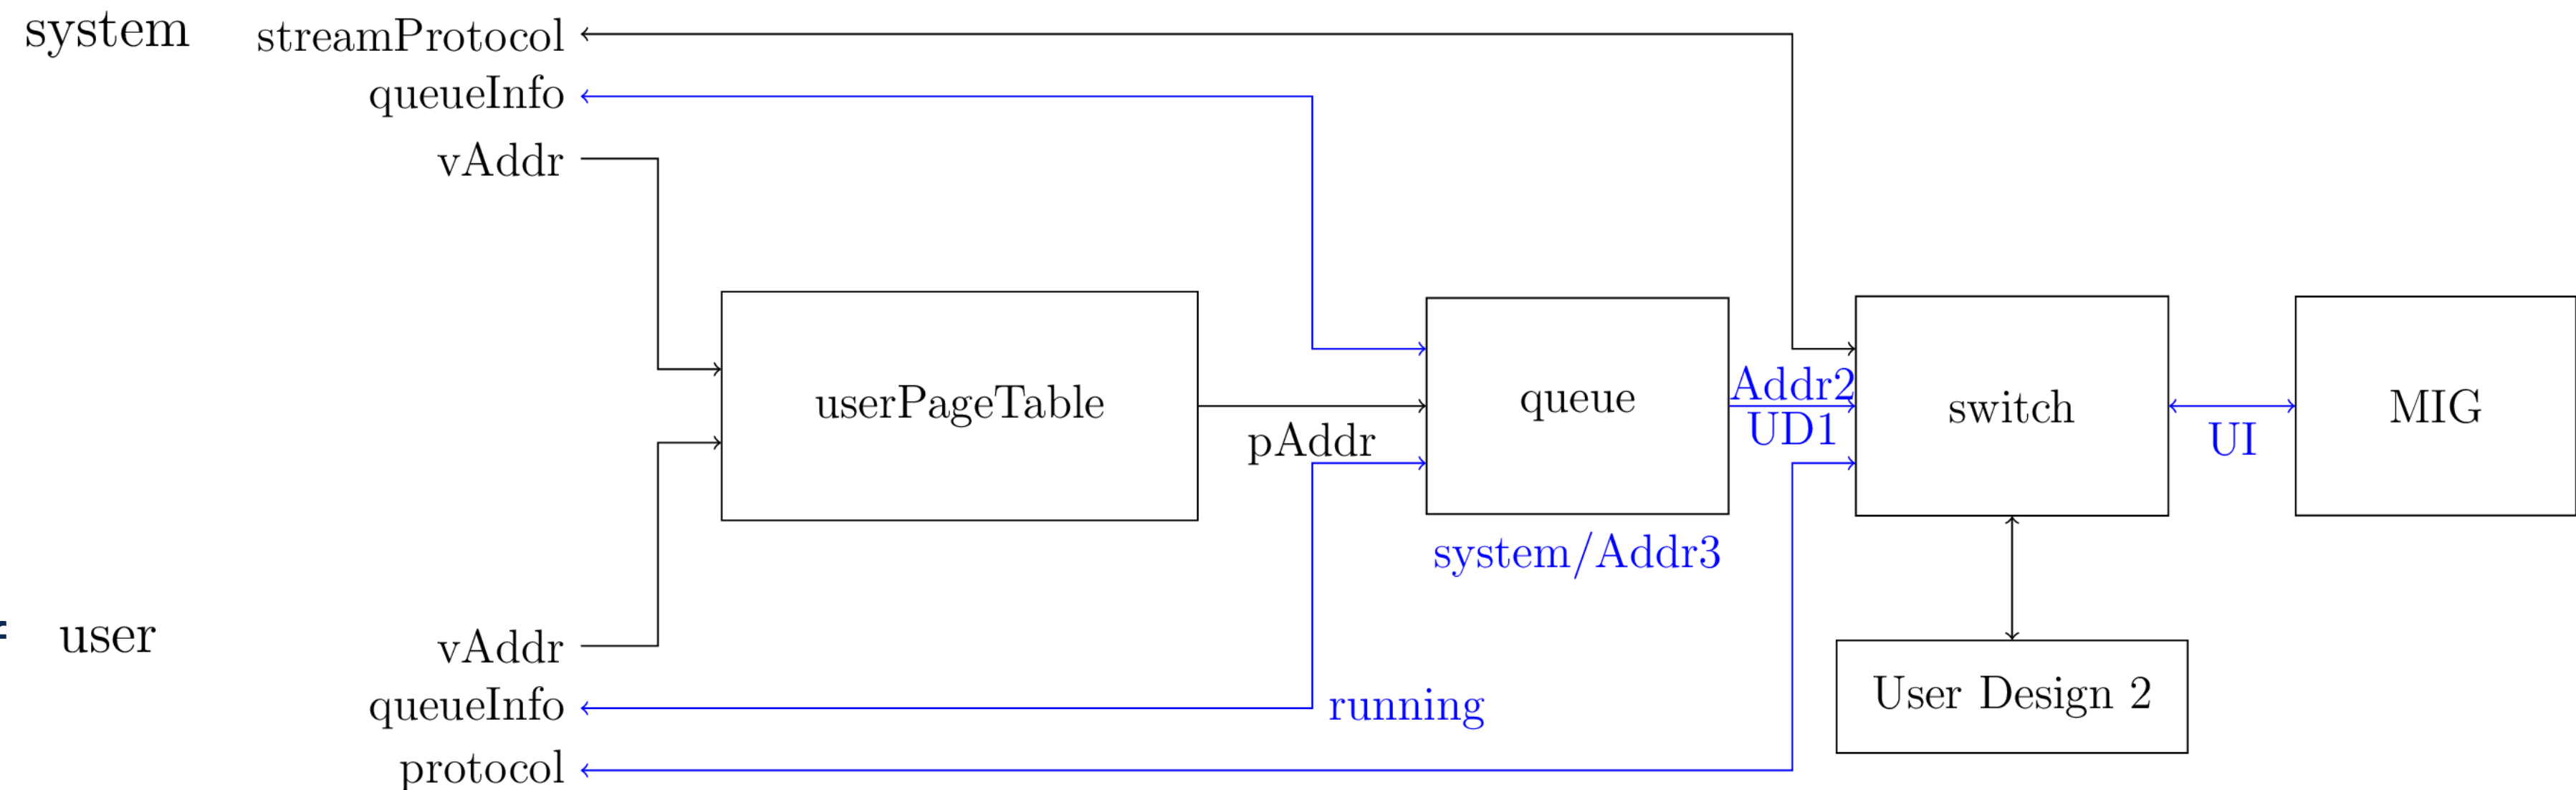 system
streamProtocol
queueInfo
vAddr
userPageTable
pAddr
queue
Addr2
UD1
switch
UI
MIG
system/Addr3
user
vAddr
queueInfo
running
User Design 2
protocol